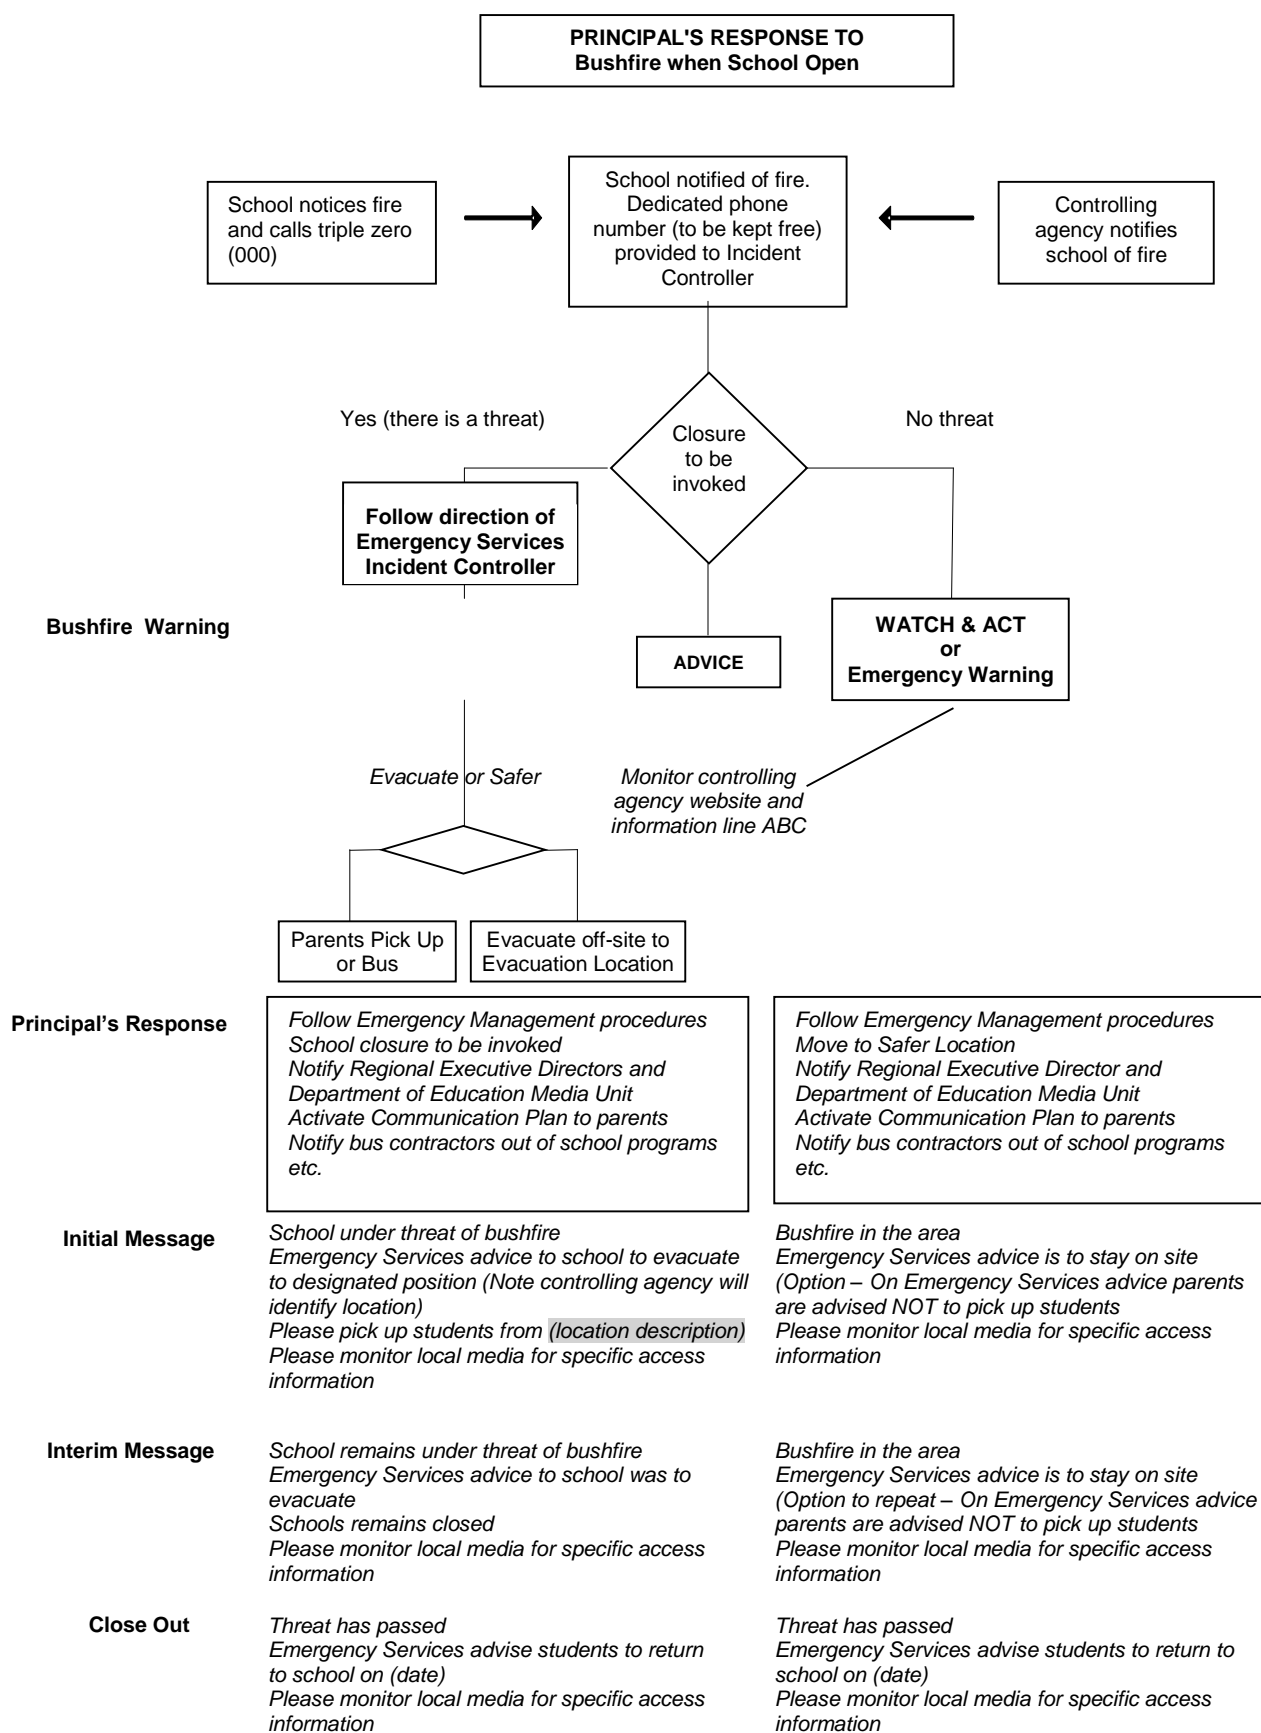 PRINCIPAL'S RESPONSE TO
Bushfire when School Open
School notices fire
and calls triple zero
(000)
School notified of fire.
Dedicated phone
number (to be kept free)
provided to Incident
Controller
Controlling
agency notifies
school of fire
Yes (there is a threat)
Closure
to be
invoked
No threat
Follow direction of
Emergency Services
Incident Controller
Bushfire  Warning
ADVICE
WATCH & ACT
or
Emergency Warning
Evacuate or Safer
Monitor controlling
agency website and
information line ABC
Parents Pick Up
or Bus
Evacuate off-site to
Evacuation Location
Principal's Response
Follow Emergency Management procedures
School closure to be invoked
Notify Regional Executive Directors and
Department of Education Media Unit
Activate Communication Plan to parents
Notify bus contractors out of school programs
etc.
Follow Emergency Management procedures
Move to Safer Location
Notify Regional Executive Director and
Department of Education Media Unit
Activate Communication Plan to parents
Notify bus contractors out of school programs
etc.
Initial Message
School under threat of bushfire
Emergency Services advice to school to evacuate
to designated position (Note controlling agency will
identify location)
Please pick up students from (location description)
Please monitor local media for specific access
information
Bushfire in the area
Emergency Services advice is to stay on site
(Option – On Emergency Services advice parents
are advised NOT to pick up students
Please monitor local media for specific access
information
Interim Message
School remains under threat of bushfire
Emergency Services advice to school was to
evacuate
Schools remains closed
Please monitor local media for specific access
information
Bushfire in the area
Emergency Services advice is to stay on site
(Option to repeat – On Emergency Services advice
parents are advised NOT to pick up students
Please monitor local media for specific access
information
Close Out
Threat has passed
Emergency Services advise students to return
to school on (date)
Please monitor local media for specific access
information
Threat has passed
Emergency Services advise students to return to
school on (date)
Please monitor local media for specific access
information